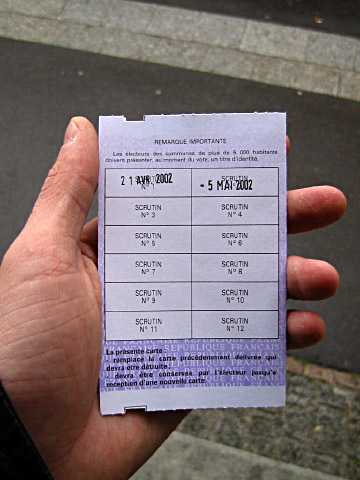 REMARQUE IMPORTANTE
Les électeurs des communes de plus de 5 000 habitants
doivent présenter, au moment du vote, un titre d'identité.
21 AVR. 2002
SCRUTIN
- 5 MAI 2002
SCRUTIN
N° 3
SCRUTIN
N° 4
SCRUTIN
N° 5
SCRUTIN
N° 6
SCRUTIN
N° 7
SCRUTIN
N° 8
SCRUTIN
N° 9
SCRUTIN
N° 10
SCRUTIN
N° 11
SCRUTIN
N° 12
FRANÇAISE REPUBLIQUE FRANÇAIS
La présente carte :
- remplace la carte précédemment délivrée qui
devra être détruite ;
- devra être conservée par l'électeur jusqu'à
réception d'une nouvelle carte.